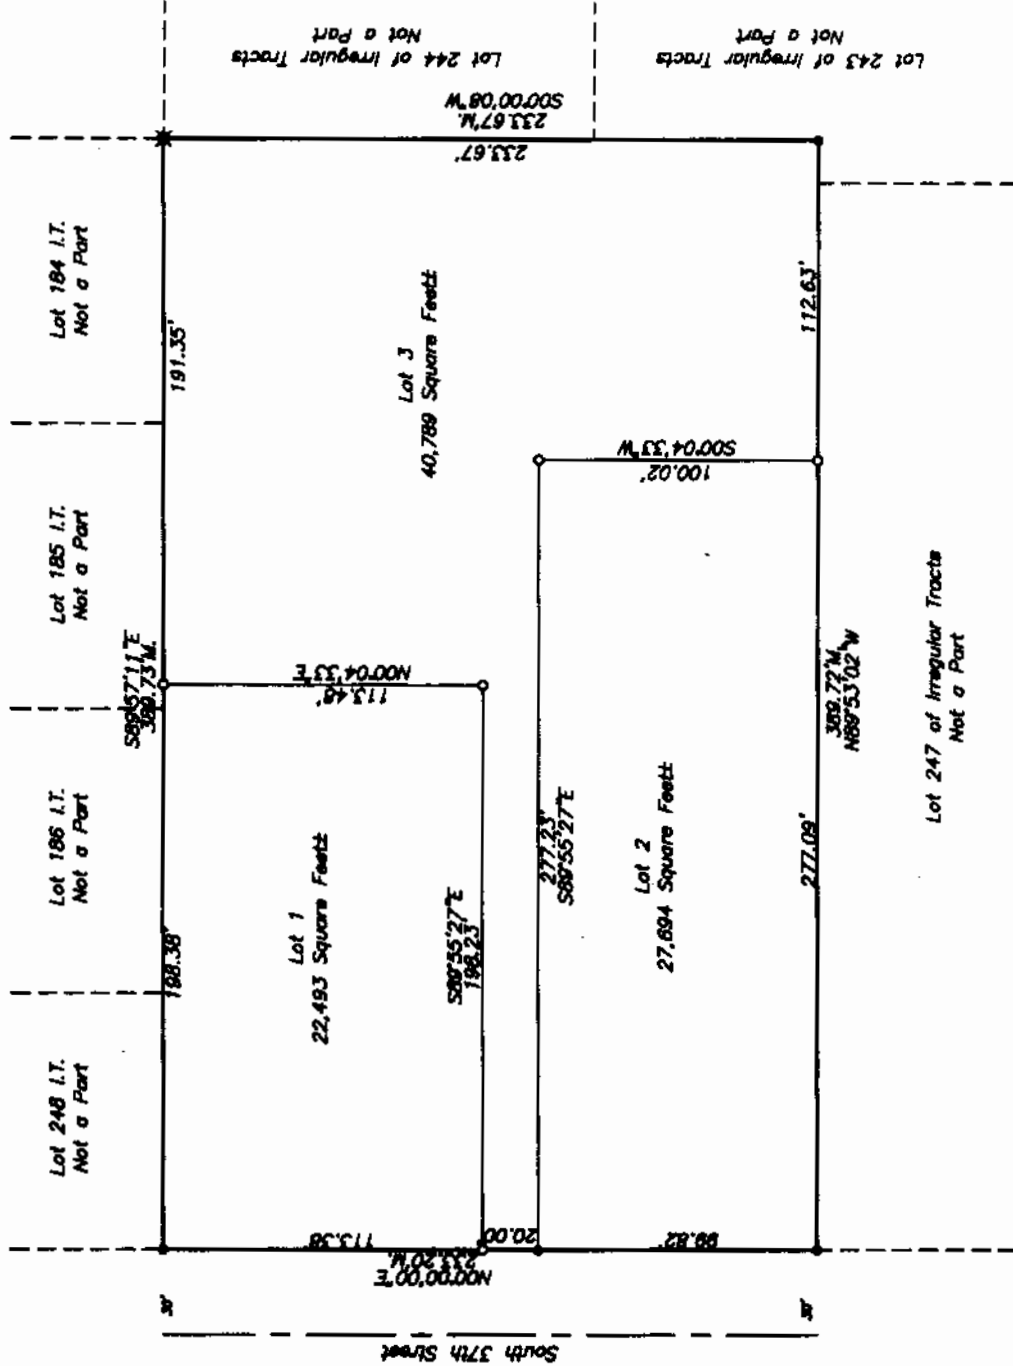 Lot 248 I.T.
Not a Part
Lot 186 I.T.
Not a Part
Lot 185 I.T.
Not a Part
Lot 184 I.T.
Not a Part
Lot 244 of Irregular Tracts
Not a Part
Lot 243 of Irregular Tracts
Not a Part
S89°57'11"E
389.73'M.
198.38'
191.35'
S00°00'08"W
233.67'M.
233.67'
Lot 1
22,493 Square Feet±
N00°04'33"E
113.48'
S89°55'27"E
198.23'
Lot 3
40,789 Square Feet±
277.23'
S89°55'27"E
Lot 2
27,694 Square Feet±
S00°04'33"W
100.02'
277.09'
112.63'
389.72'M.
N89°53'02"W
113.38'
20.00'
99.82'
N00°00'00"E
233.20'M.
30'
30'
South 37th Street
Lot 247 of Irregular Tracts
Not a Part